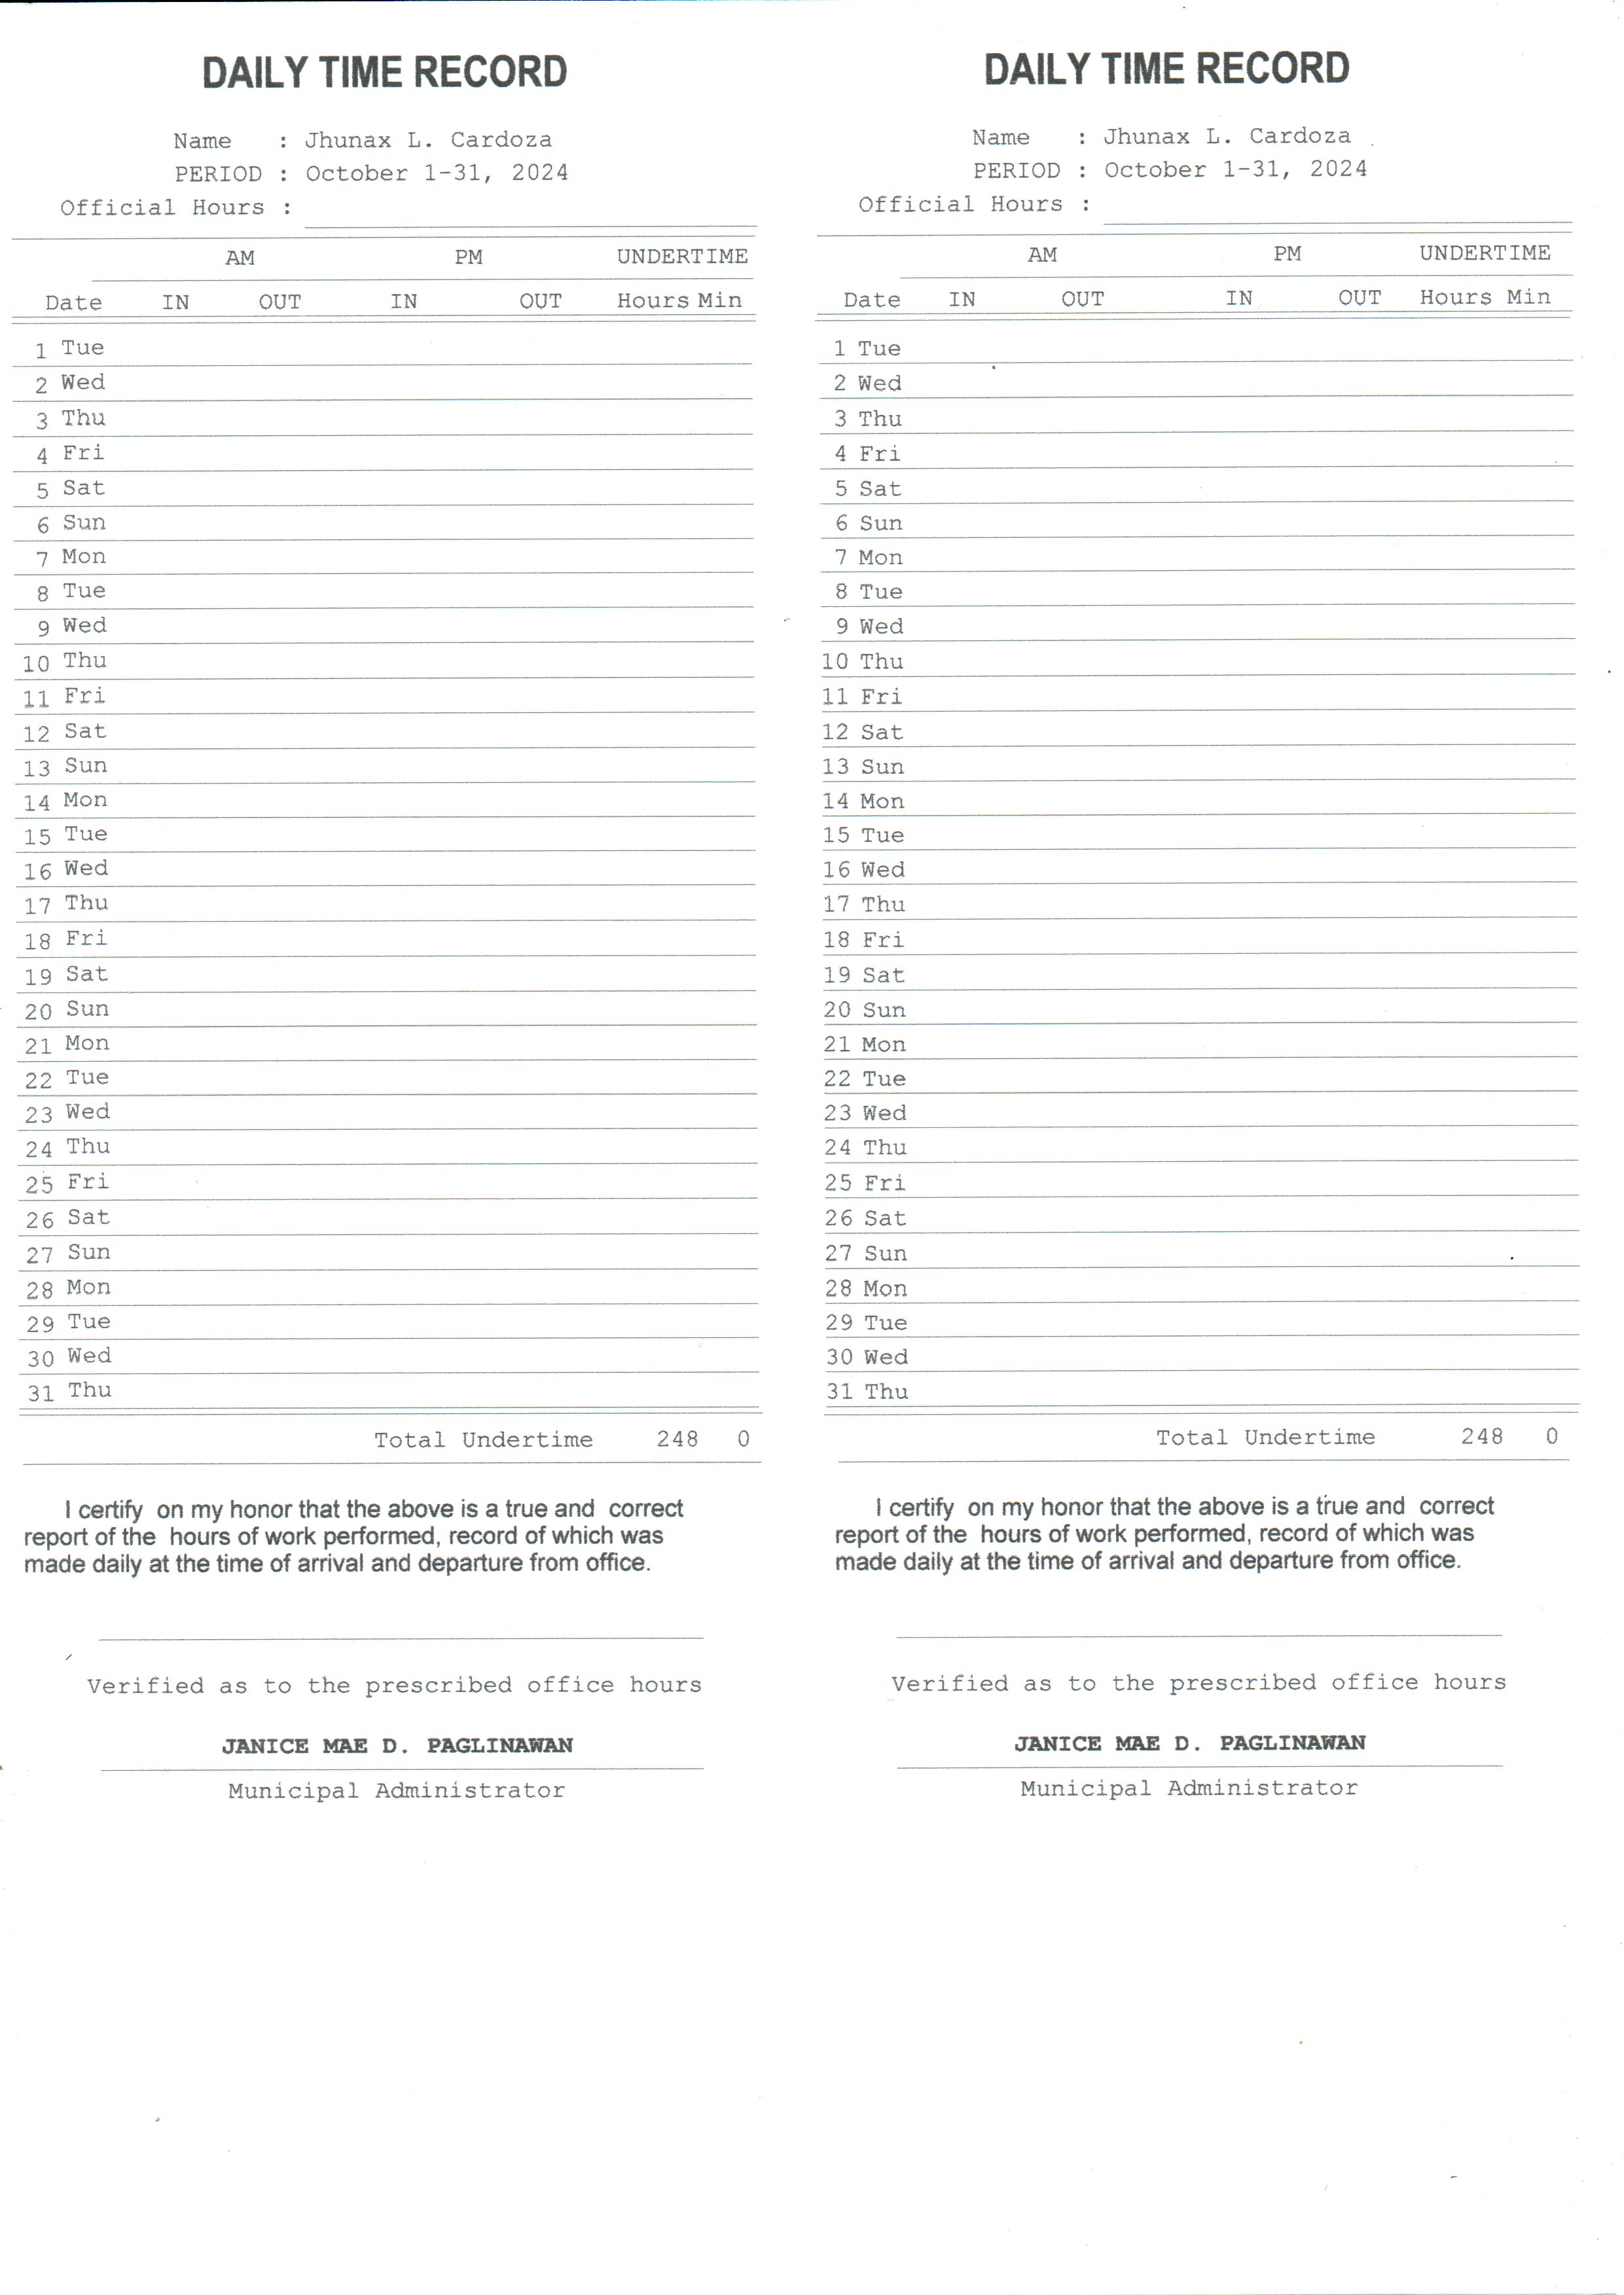 DAILY TIME RECORD
Name : Jhunax L. Cardoza
PERIOD : October 1-31, 2024
Official Hours :
AM PM UNDERTIME
Date IN OUT IN OUT Hours Min
1 Tue
2 Wed
3 Thu
4 Fri
5 Sat
6 Sun
7 Mon
8 Tue
9 Wed
10 Thu
11 Fri
12 Sat
13 Sun
14 Mon
15 Tue
16 Wed
17 Thu
18 Fri
19 Sat
20 Sun
21 Mon
22 Tue
23 Wed
24 Thu
25 Fri
26 Sat
27 Sun
28 Mon
29 Tue
30 Wed
31 Thu
Total Undertime 248 0
I certify on my honor that the above is a true and correct
report of the hours of work performed, record of which was
made daily at the time of arrival and departure from office.
Verified as to the prescribed office hours
JANICE MAE D. PAGLINAWAN
Municipal Administrator
DAILY TIME RECORD
Name : Jhunax L. Cardoza
PERIOD : October 1-31, 2024
Official Hours :
AM PM UNDERTIME
Date IN OUT IN OUT Hours Min
1 Tue
2 Wed
3 Thu
4 Fri
5 Sat
6 Sun
7 Mon
8 Tue
9 Wed
10 Thu
11 Fri
12 Sat
13 Sun
14 Mon
15 Tue
16 Wed
17 Thu
18 Fri
19 Sat
20 Sun
21 Mon
22 Tue
23 Wed
24 Thu
25 Fri
26 Sat
27 Sun
28 Mon
29 Tue
30 Wed
31 Thu
Total Undertime 248 0
I certify on my honor that the above is a true and correct
report of the hours of work performed, record of which was
made daily at the time of arrival and departure from office.
Verified as to the prescribed office hours
JANICE MAE D. PAGLINAWAN
Municipal Administrator